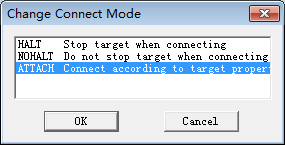 Change Connect Mode
HALT Stop target when connecting
NOHALT Do not stop target when connecting
ATTACH Connect according to target proper
OK Cancel